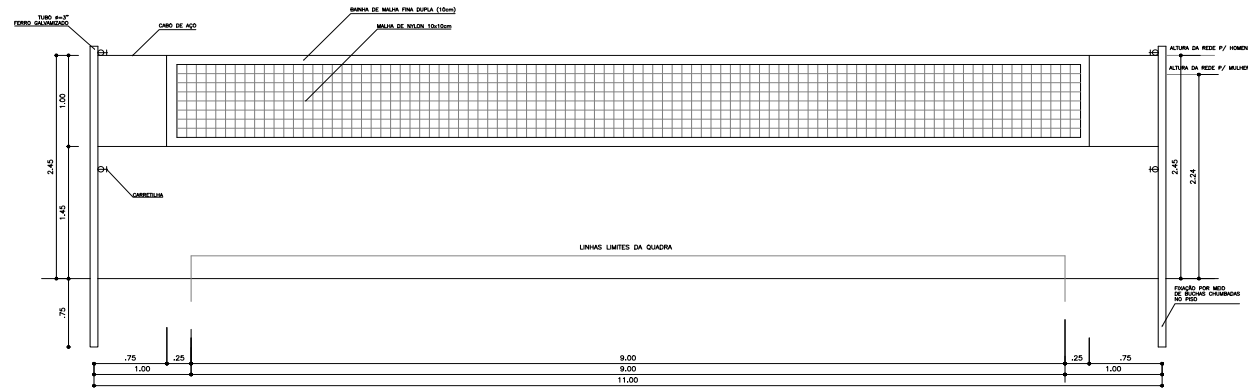 BAINHA DE MALHA FINA DUPLA (10cm)
TUBO ø=3"
FERRO GALVAMIZADO
CABO DE AÇO
MALHA DE NYLON 10x10cm
ALTURA DA REDE P/ HOMEN
ALTURA DA REDE P/ MULHER
1.00
2.45
1.45
.75
CARRETILHA
2.45
2.24
LINHAS LIMITES DA QUADRA
FIXAÇÃO POR MEIO
DE BUCHAS CHUMBADAS
NO PISO
.75
.25
9.00
.25
.75
1.00
9.00
1.00
11.00